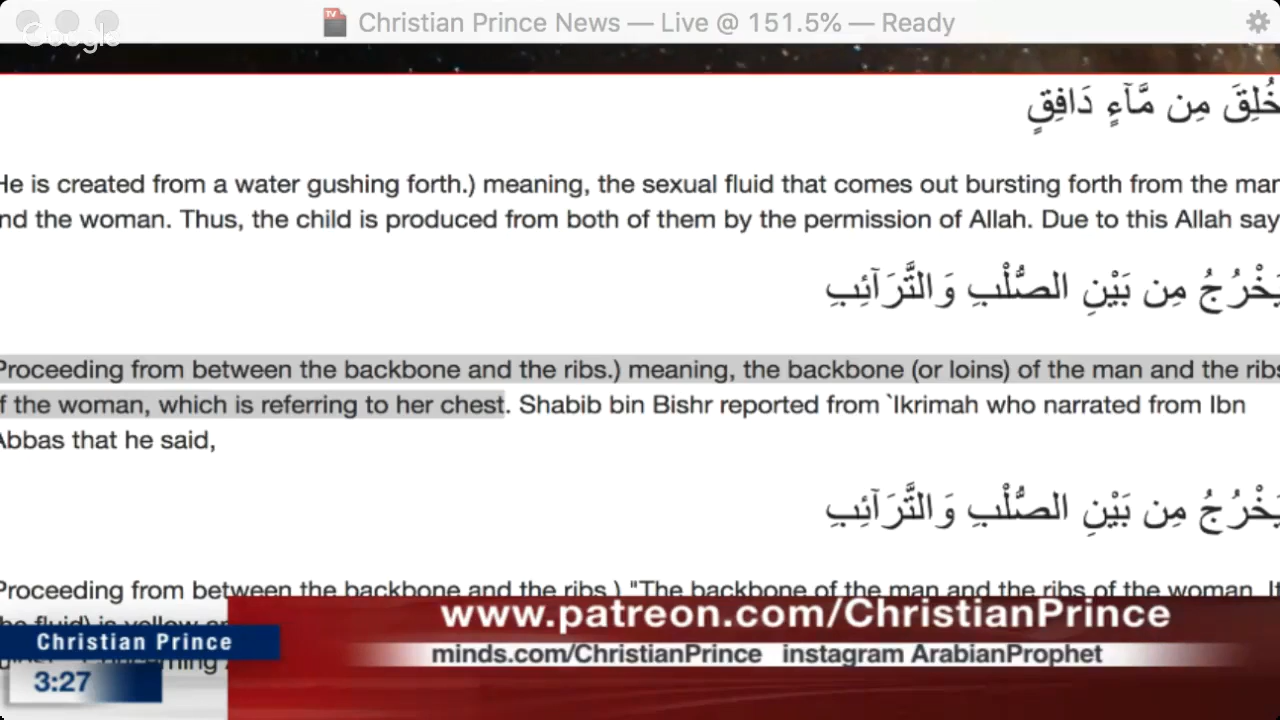 Christian Prince News — Live @ 151.5% — Ready
Google
خُلِقَ مِن مَّآءٍ دَافِقٍ
He is created from a water gushing forth.) meaning, the sexual fluid that comes out bursting forth from the man
nd the woman. Thus, the child is produced from both of them by the permission of Allah. Due to this Allah say
يَخْرُجُ مِن بَيْنِ الصُّلْبِ وَالتَّرَآئِبِ
Proceeding from between the backbone and the ribs.) meaning, the backbone (or loins) of the man and the ribs
f the woman, which is referring to her chest. Shabib bin Bishr reported from `Ikrimah who narrated from Ibn
Abbas that he said,
يَخْرُجُ مِن بَيْنِ الصُّلْبِ وَالتَّرَآئِبِ
Proceeding from between the backbone and the ribs.) "The backbone of the man and the ribs of the woman. It
he fluid) is yellow
www.patreon.com/ChristianPrince
Christian Prince
minds.com/ChristianPrince instagram ArabianProphet
3:27